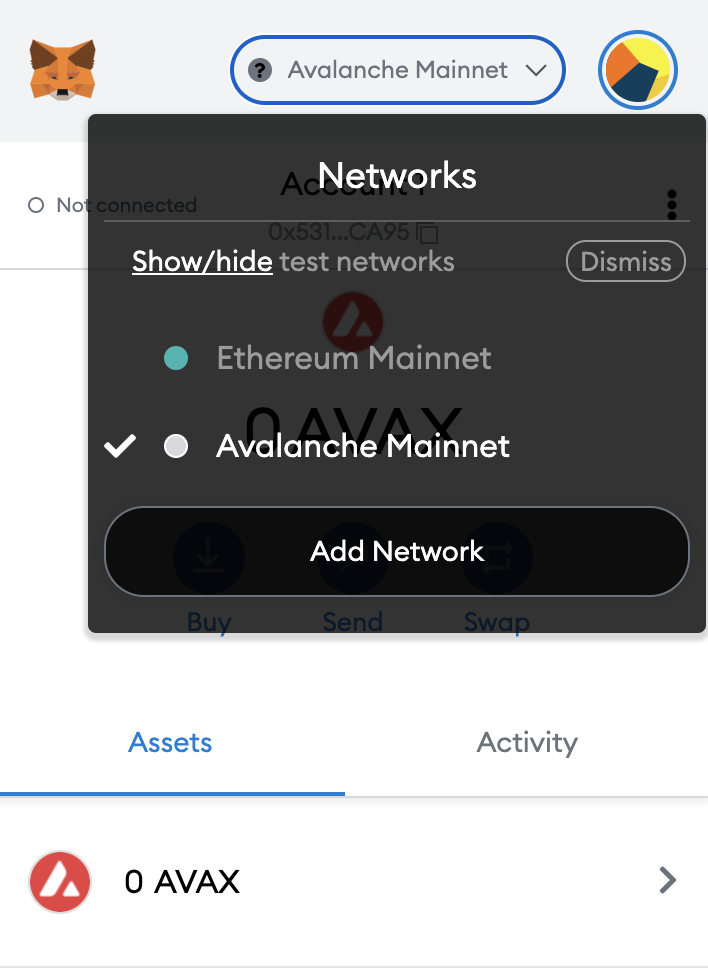 Avalanche Mainnet
Networks
Account 1
Not connected
0x531...CA95
Show/hide test networks
Dismiss
Ethereum Mainnet
0 AVAX
Avalanche Mainnet
Add Network
Buy
Send
Swap
Assets
Activity
0 AVAX